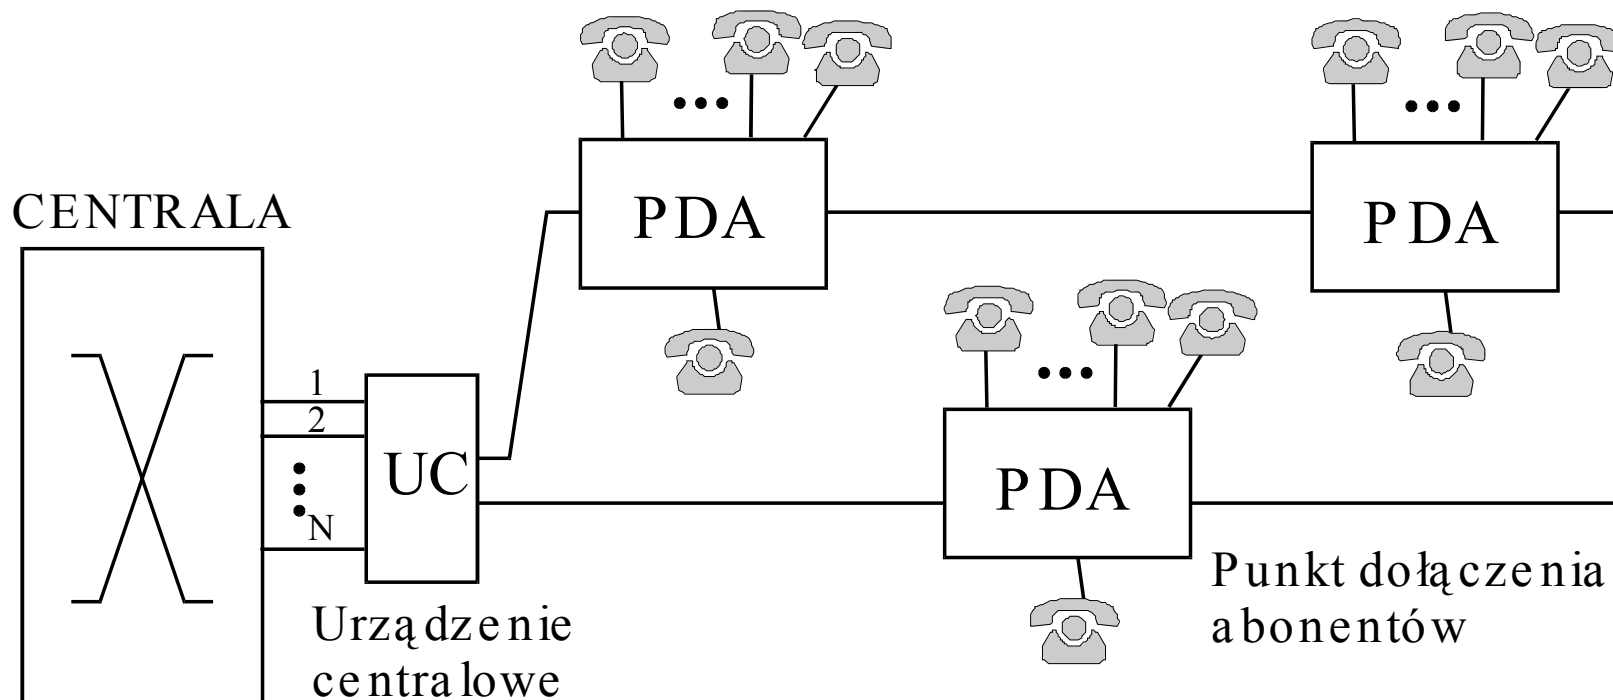 CENTRALA
1
2
N
UC
Urządzenie
centralowe
PDA
PDA
PDA
Punkt dołączenia
abonentów